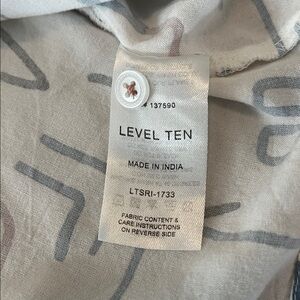 # 137590
LEVEL TEN
MADE IN INDIA
LTSRI-1733
FABRIC CONTENT &
CARE INSTRUCTIONS
ON REVERSE SIDE